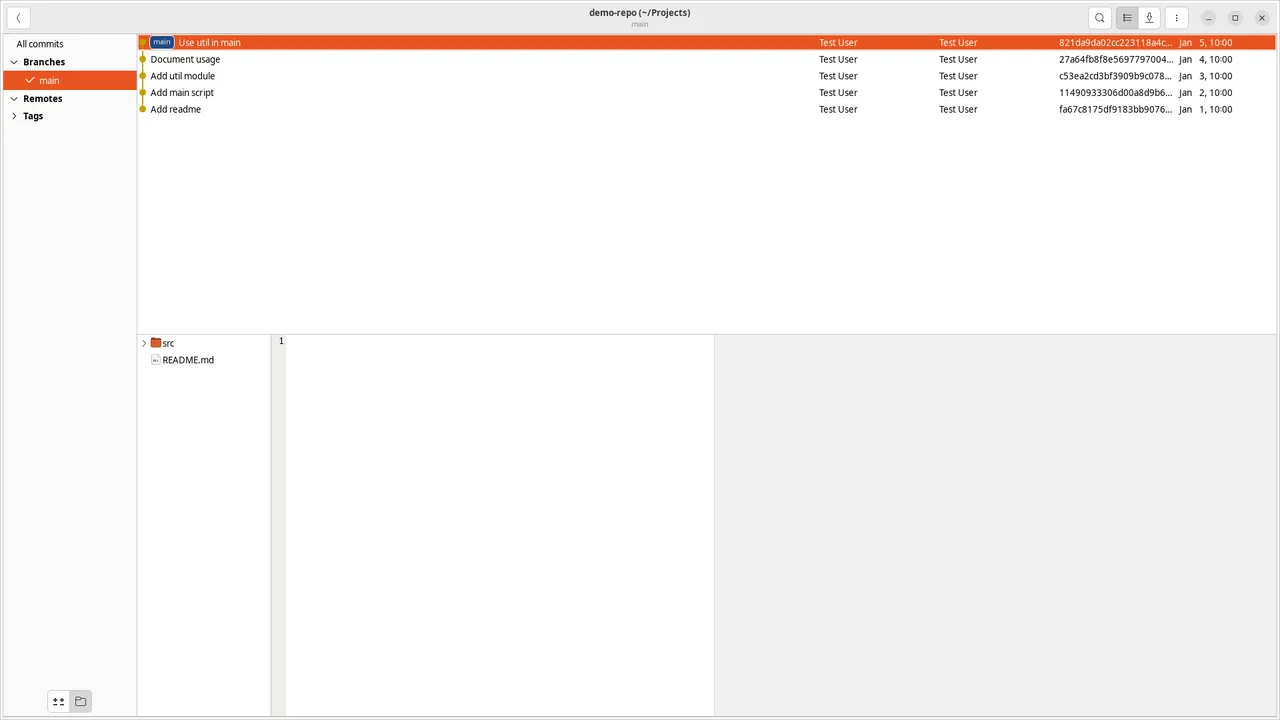 demo-repo (~/Projects)
main
All commits
Branches
main
Remotes
Tags
main Use util in main Test User Test User 821da9da02cc223118a4c... Jan 5, 10:00
Document usage Test User Test User 27a64fb8f8e5697797004... Jan 4, 10:00
Add util module Test User Test User c53ea2cd3bf3909b9c078... Jan 3, 10:00
Add main script Test User Test User 11490933306d00a8d9b6... Jan 2, 10:00
Add readme Test User Test User fa67c8175df9183bb9076... Jan 1, 10:00
src
README.md
1